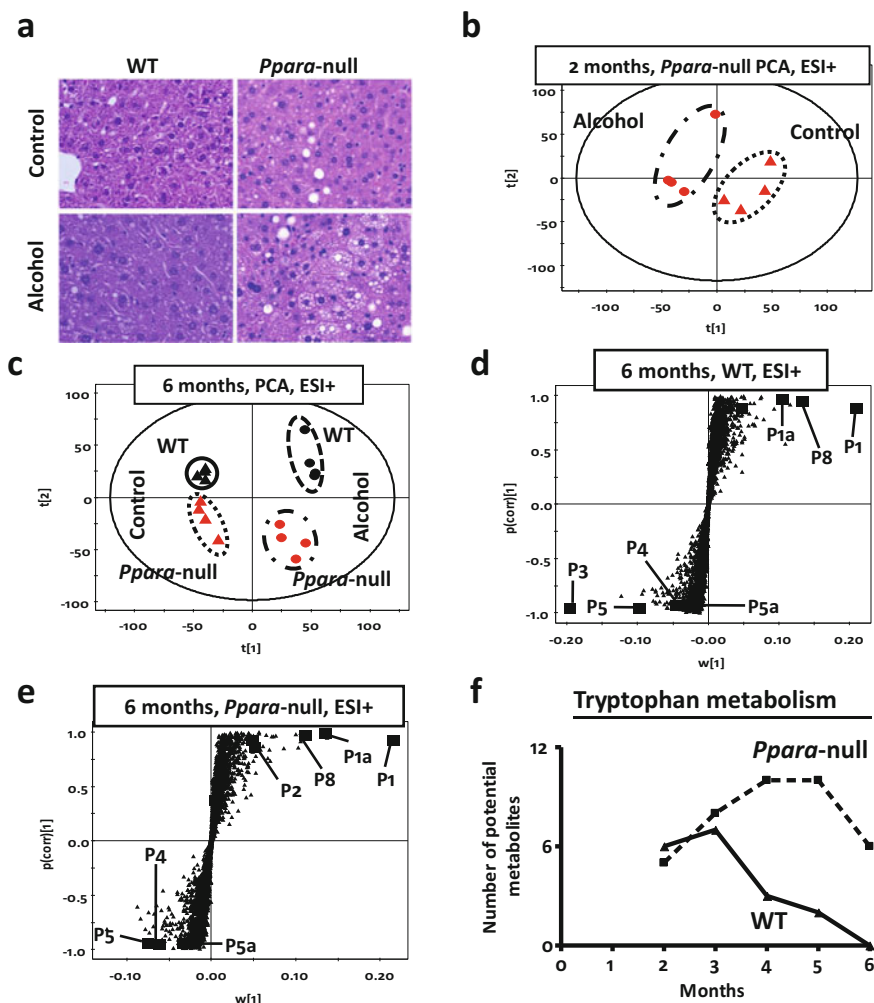 a
WT
Ppara-null
Control
Alcohol
b
2 months, Ppara-null PCA, ESI+
Alcohol
Control
t[2]
100
50
0
-50
-100
-100
-50
0
50
100
t[1]
c
6 months, PCA, ESI+
WT
WT
Control
Alcohol
Ppara-null
Ppara-null
t[2]
100
50
0
-50
-100
-100
-50
0
50
100
t[1]
d
6 months, WT, ESI+
P1a
P8
P1
P3
P4
P5
P5a
p(corr)[1]
1.0
0.5
0.0
-0.5
-1.0
-0.20
-0.10
-0.00
0.10
0.20
w[1]
e
6 months, Ppara-null, ESI+
P2
P8
P1a
P1
P4
P5
P5a
p(corr)[1]
1.0
0.5
0.0
-0.5
-1.0
-0.10
0.00
0.10
0.20
w[1]
f
Tryptophan metabolism
Ppara-null
WT
Number of potential
metabolites
12
6
0
0
1
2
3
4
5
6
Months